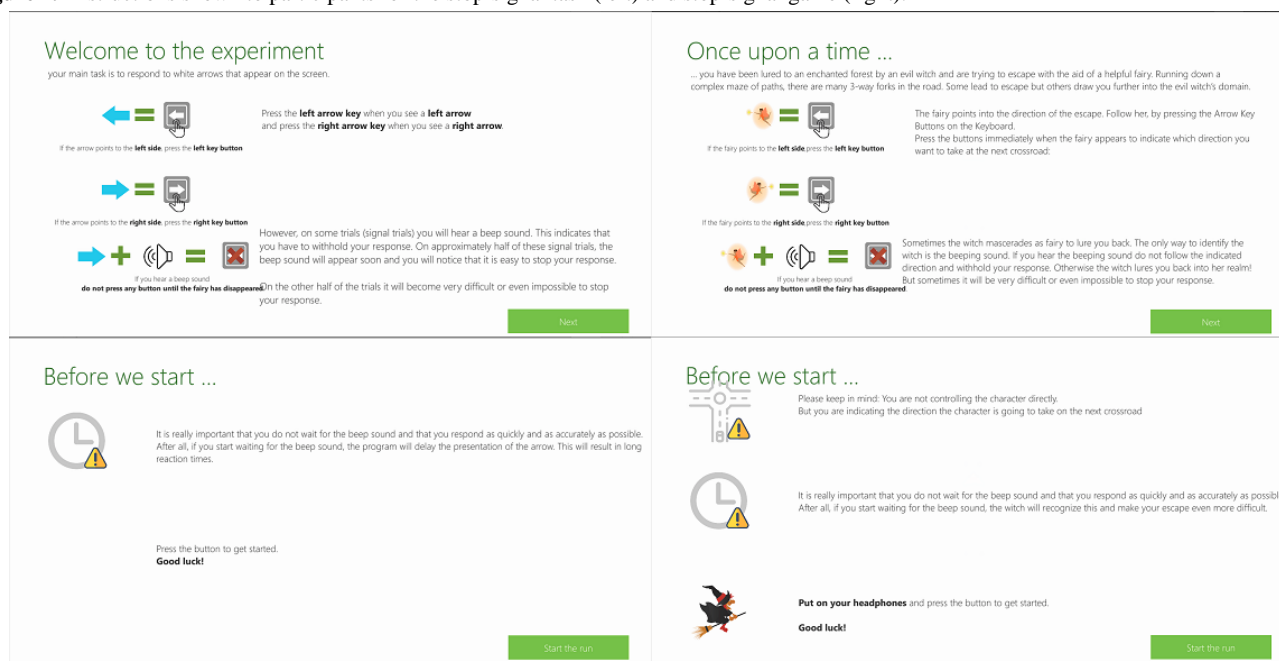 Welcome to the experiment
your main task is to respond to white arrows that appear on the screen.
Press the left arrow key when you see a left arrow
and press the right arrow key when you see a right arrow.
If the arrow points to the left side, press the left key button
If the arrow points to the right side, press the right key button
However, on some trials (signal trials) you will hear a beep sound. This indicates that
you have to withhold your response. On approximately half of these signal trials, the
beep sound will appear soon and you will notice that it is easy to stop your response.
If you hear a beep sound
do not press any button until the fairy has disappeared
On the other half of the trials it will become very difficult or even impossible to stop
your response.
Next
Once upon a time ...
... you have been lured to an enchanted forest by an evil witch and are trying to escape with the aid of a helpful fairy. Running down a
complex maze of paths, there are many 3-way forks in the road. Some lead to escape but others draw you further into the evil witch's domain.
The fairy points into the direction of the escape. Follow her, by pressing the Arrow Key
Buttons on the Keyboard.
Press the buttons immediately when the fairy appears to indicate which direction you
want to take at the next crossroad:
If the fairy points to the left side,press the left key button
If the fairy points to the right side,press the right key button
Sometimes the witch mascerades as fairy to lure you back. The only way to identify the
witch is the beeping sound. If you hear the beeping sound do not follow the indicated
direction and withhold your response. Otherwise the witch lures you back into her realm!
But sometimes it will be very difficult or even impossible to stop your response.
If you hear a beep sound
do not press any button until the fairy has disappeared
Next
Before we start ...
It is really important that you do not wait for the beep sound and that you respond as quickly and as accurately as possible.
After all, if you start waiting for the beep sound, the program will delay the presentation of the arrow. This will result in long
reaction times.
Press the button to get started.
Good luck!
Start the run
Before we start ...
Please keep in mind: You are not controlling the character directly.
But you are indicating the direction the character is going to take on the next crossroad
It is really important that you do not wait for the beep sound and that you respond as quickly and as accurately as possibl
After all, if you start waiting for the beep sound, the witch will recognize this and make your escape even more difficult.
Put on your headphones and press the button to get started.
Good luck!
Start the run